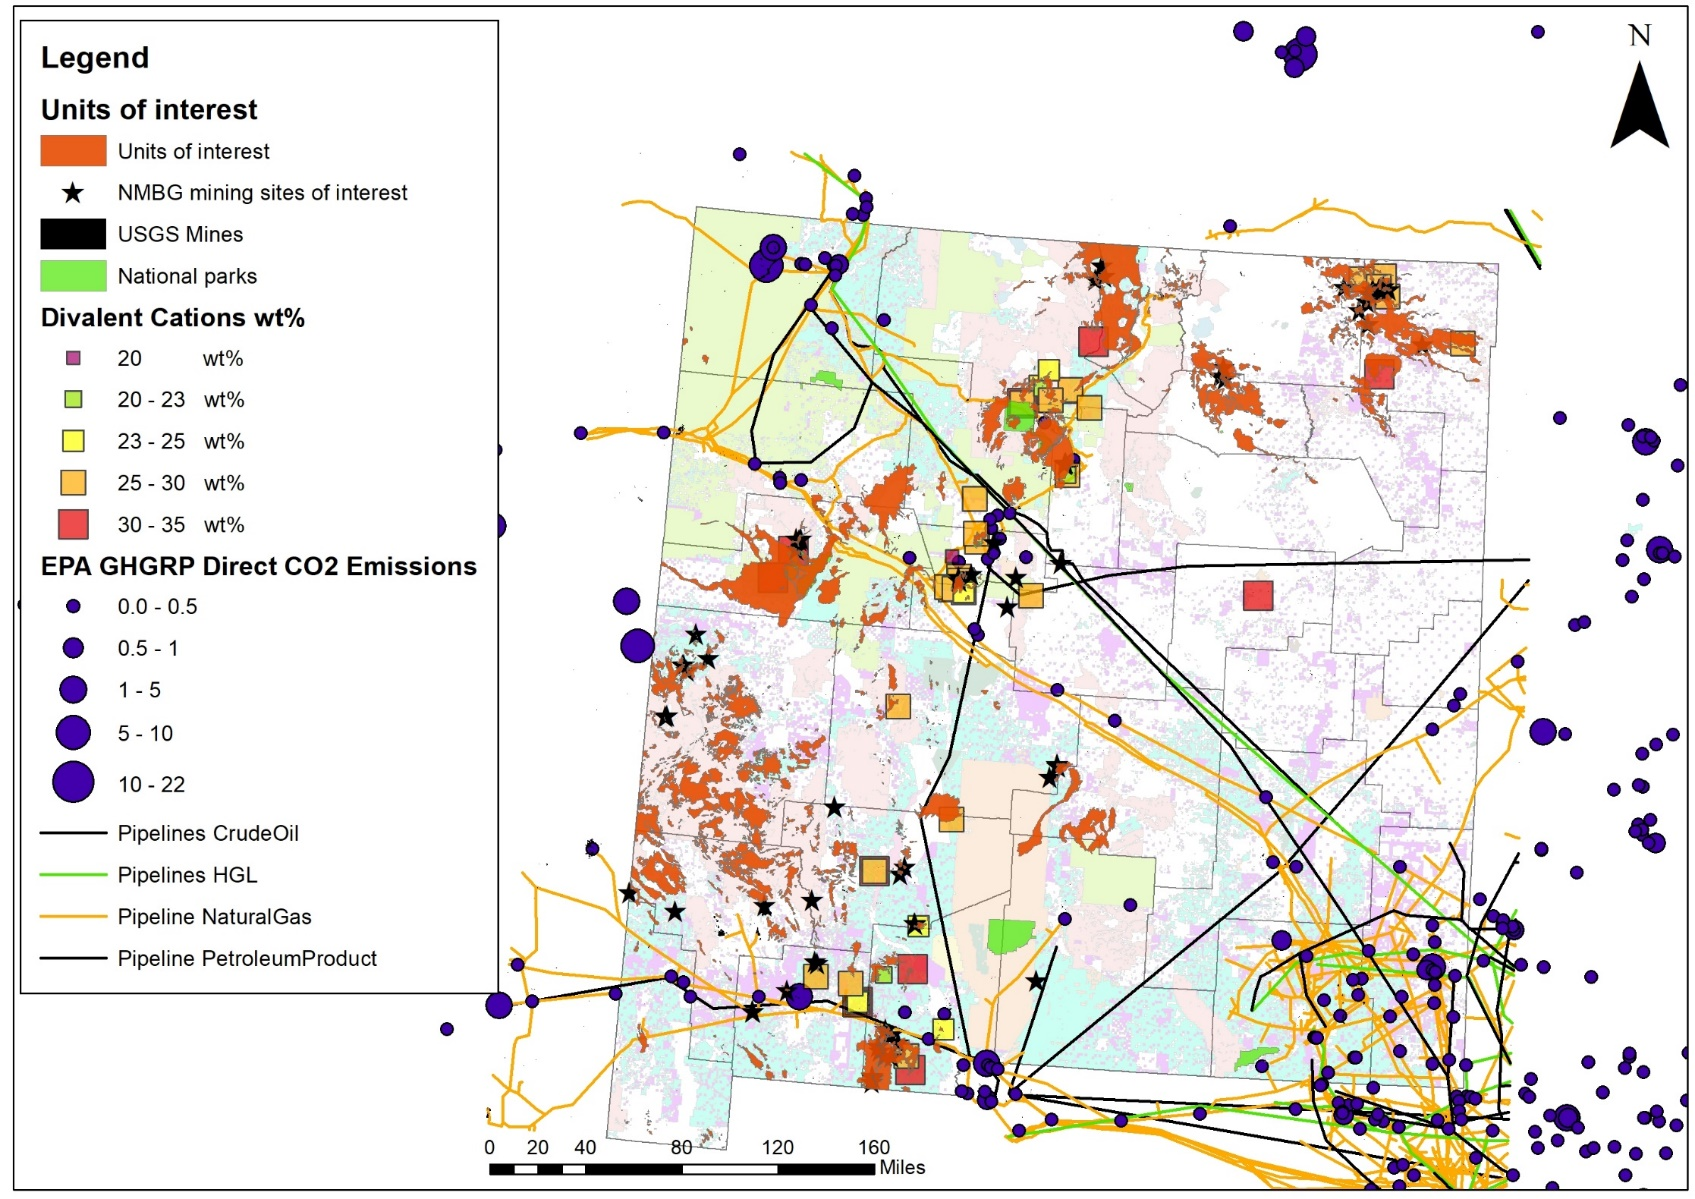 Legend
Units of interest
Units of interest
NMBG mining sites of interest
USGS Mines
National parks
Divalent Cations wt%
20 wt%
20 - 23 wt%
23 - 25 wt%
25 - 30 wt%
30 - 35 wt%
EPA GHGRP Direct CO2 Emissions
0.0 - 0.5
0.5 - 1
1 - 5
5 - 10
10 - 22
Pipelines CrudeOil
Pipelines HGL
Pipeline NaturalGas
Pipeline PetroleumProduct
N
0 20 40 80 120 160
Miles